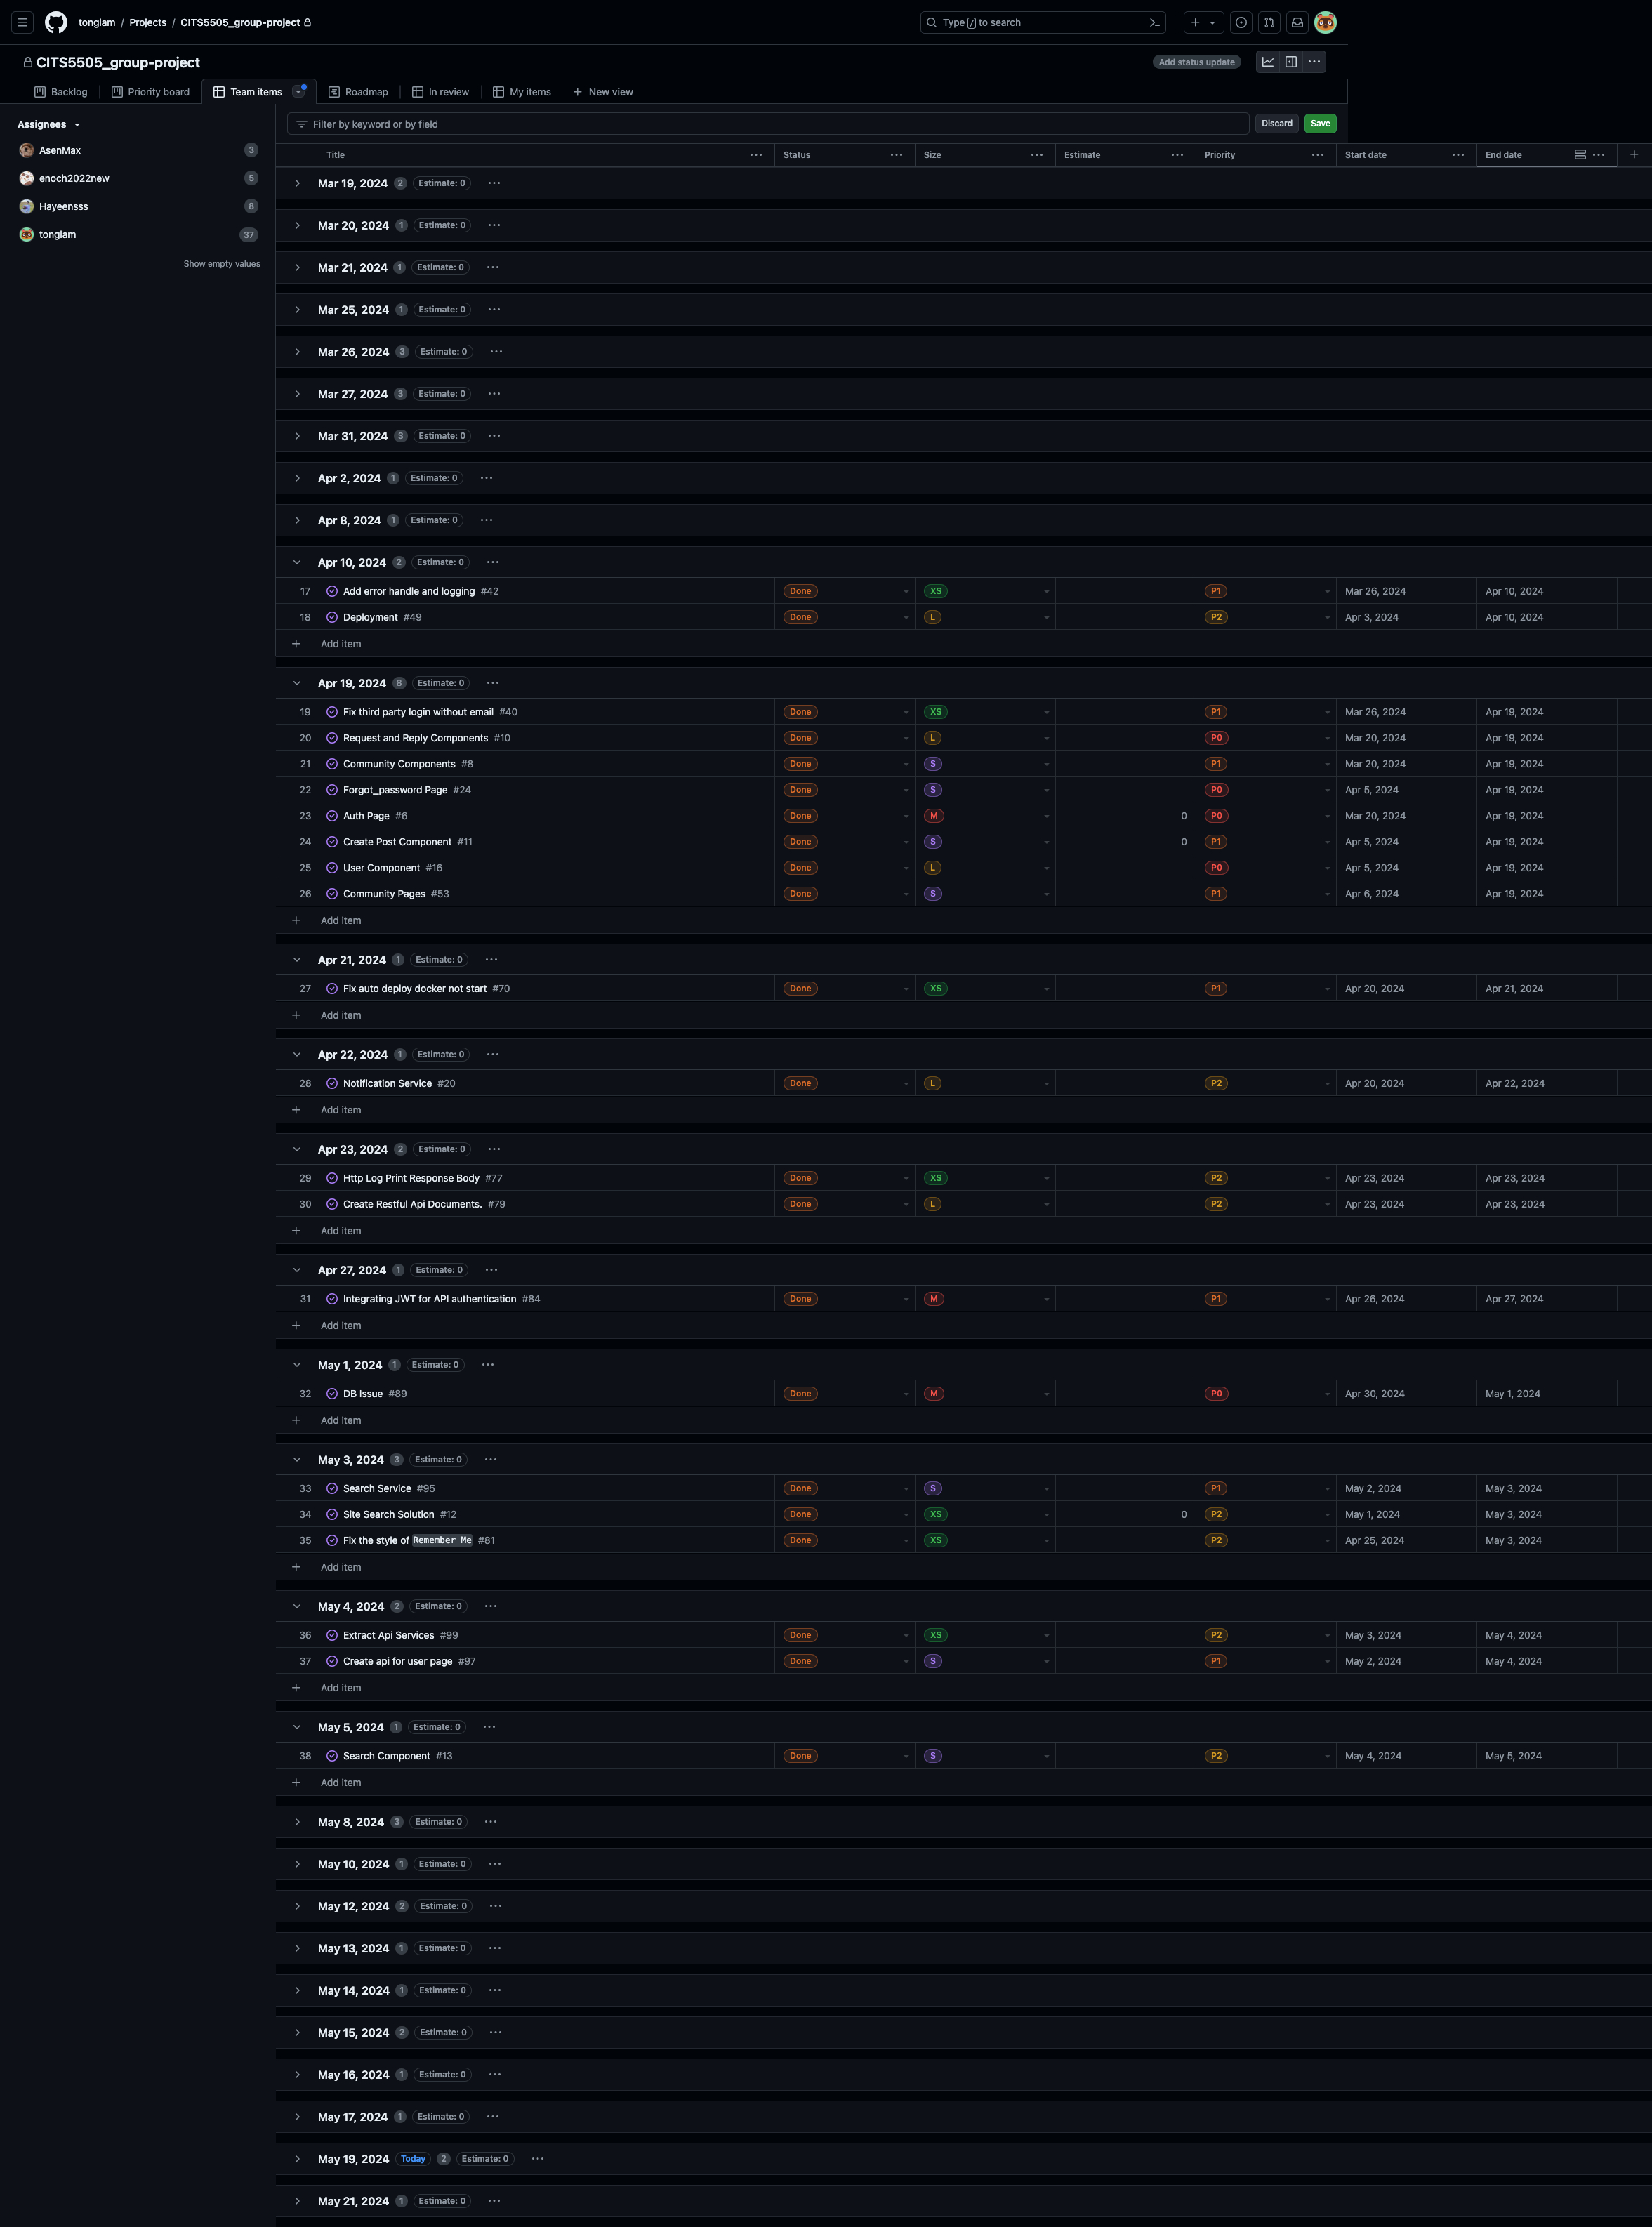 tonglam / Projects / CITS5505_group-project
Type / to search
CITS5505_group-project
Add status update
Backlog Priority board Team items Roadmap In review My items New view
Assignees
AsenMax 3
enoch2022new 5
Hayeensss 8
tonglam 37
Show empty values
Filter by keyword or by field
Discard Save
Title Status Size Estimate Priority Start date End date
Mar 19, 2024 2 Estimate: 0
Mar 20, 2024 1 Estimate: 0
Mar 21, 2024 1 Estimate: 0
Mar 25, 2024 1 Estimate: 0
Mar 26, 2024 3 Estimate: 0
Mar 27, 2024 3 Estimate: 0
Mar 31, 2024 3 Estimate: 0
Apr 2, 2024 1 Estimate: 0
Apr 8, 2024 1 Estimate: 0
Apr 10, 2024 2 Estimate: 0
17 Add error handle and logging #42 Done XS P1 Mar 26, 2024 Apr 10, 2024
18 Deployment #49 Done L P2 Apr 3, 2024 Apr 10, 2024
Add item
Apr 19, 2024 8 Estimate: 0
19 Fix third party login without email #40 Done XS P1 Mar 26, 2024 Apr 19, 2024
20 Request and Reply Components #10 Done L P0 Mar 20, 2024 Apr 19, 2024
21 Community Components #8 Done S P1 Mar 20, 2024 Apr 19, 2024
22 Forgot_password Page #24 Done S P0 Apr 5, 2024 Apr 19, 2024
23 Auth Page #6 Done M 0 P0 Mar 20, 2024 Apr 19, 2024
24 Create Post Component #11 Done S 0 P1 Apr 5, 2024 Apr 19, 2024
25 User Component #16 Done L P0 Apr 5, 2024 Apr 19, 2024
26 Community Pages #53 Done S P1 Apr 6, 2024 Apr 19, 2024
Add item
Apr 21, 2024 1 Estimate: 0
27 Fix auto deploy docker not start #70 Done XS P1 Apr 20, 2024 Apr 21, 2024
Add item
Apr 22, 2024 1 Estimate: 0
28 Notification Service #20 Done L P2 Apr 20, 2024 Apr 22, 2024
Add item
Apr 23, 2024 2 Estimate: 0
29 Http Log Print Response Body #77 Done XS P2 Apr 23, 2024 Apr 23, 2024
30 Create Restful Api Documents. #79 Done L P2 Apr 23, 2024 Apr 23, 2024
Add item
Apr 27, 2024 1 Estimate: 0
31 Integrating JWT for API authentication #84 Done M P1 Apr 26, 2024 Apr 27, 2024
Add item
May 1, 2024 1 Estimate: 0
32 DB Issue #89 Done M P0 Apr 30, 2024 May 1, 2024
Add item
May 3, 2024 3 Estimate: 0
33 Search Service #95 Done S P1 May 2, 2024 May 3, 2024
34 Site Search Solution #12 Done XS 0 P2 May 1, 2024 May 3, 2024
35 Fix the style of Remember Me #81 Done XS P2 Apr 25, 2024 May 3, 2024
Add item
May 4, 2024 2 Estimate: 0
36 Extract Api Services #99 Done XS P2 May 3, 2024 May 4, 2024
37 Create api for user page #97 Done S P1 May 2, 2024 May 4, 2024
Add item
May 5, 2024 1 Estimate: 0
38 Search Component #13 Done S P2 May 4, 2024 May 5, 2024
Add item
May 8, 2024 3 Estimate: 0
May 10, 2024 1 Estimate: 0
May 12, 2024 2 Estimate: 0
May 13, 2024 1 Estimate: 0
May 14, 2024 1 Estimate: 0
May 15, 2024 2 Estimate: 0
May 16, 2024 1 Estimate: 0
May 17, 2024 1 Estimate: 0
May 19, 2024 Today 2 Estimate: 0
May 21, 2024 1 Estimate: 0